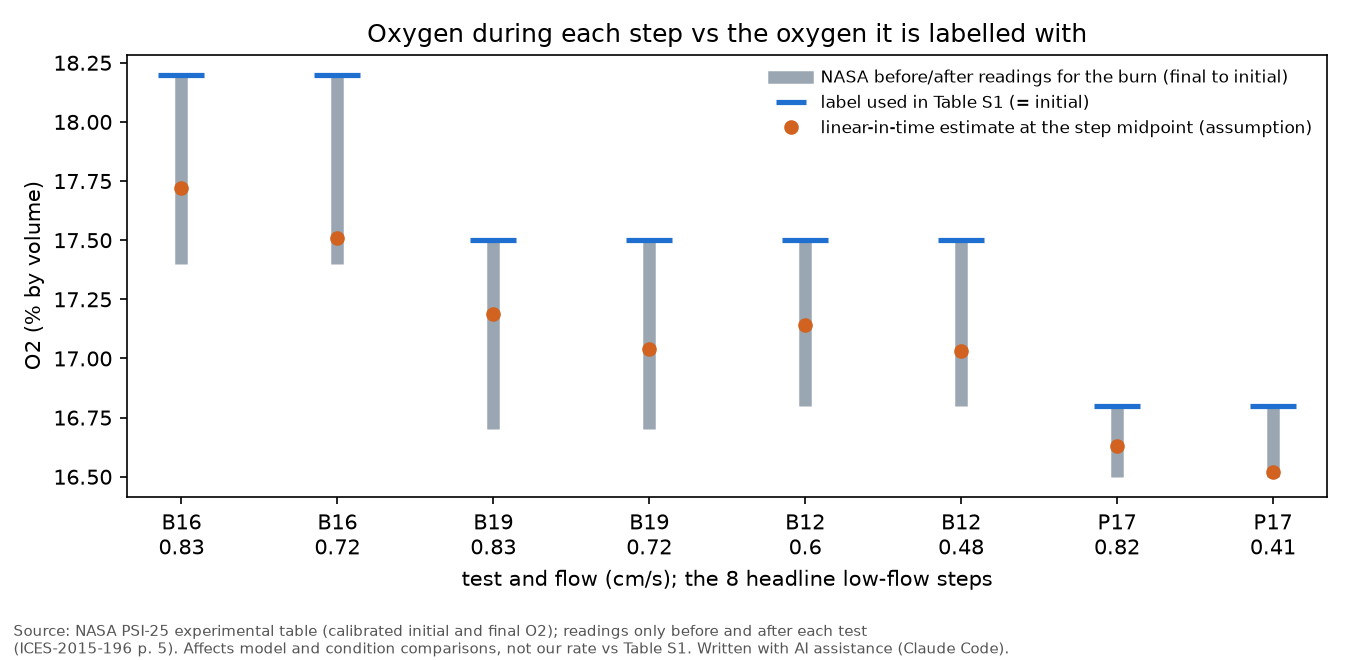 Oxygen during each step vs the oxygen it is labelled with
NASA before/after readings for the burn (final to initial)
label used in Table S1 (= initial)
linear-in-time estimate at the step midpoint (assumption)
O2 (% by volume)
18.25
18.00
17.75
17.50
17.25
17.00
16.75
16.50
B16 B16 B19 B19 B12 B12 P17 P17
0.83 0.72 0.83 0.72 0.6 0.48 0.82 0.41
test and flow (cm/s); the 8 headline low-flow steps
Source: NASA PSI-25 experimental table (calibrated initial and final O2); readings only before and after each test
(ICES-2015-196 p. 5). Affects model and condition comparisons, not our rate vs Table S1. Written with AI assistance (Claude Code).